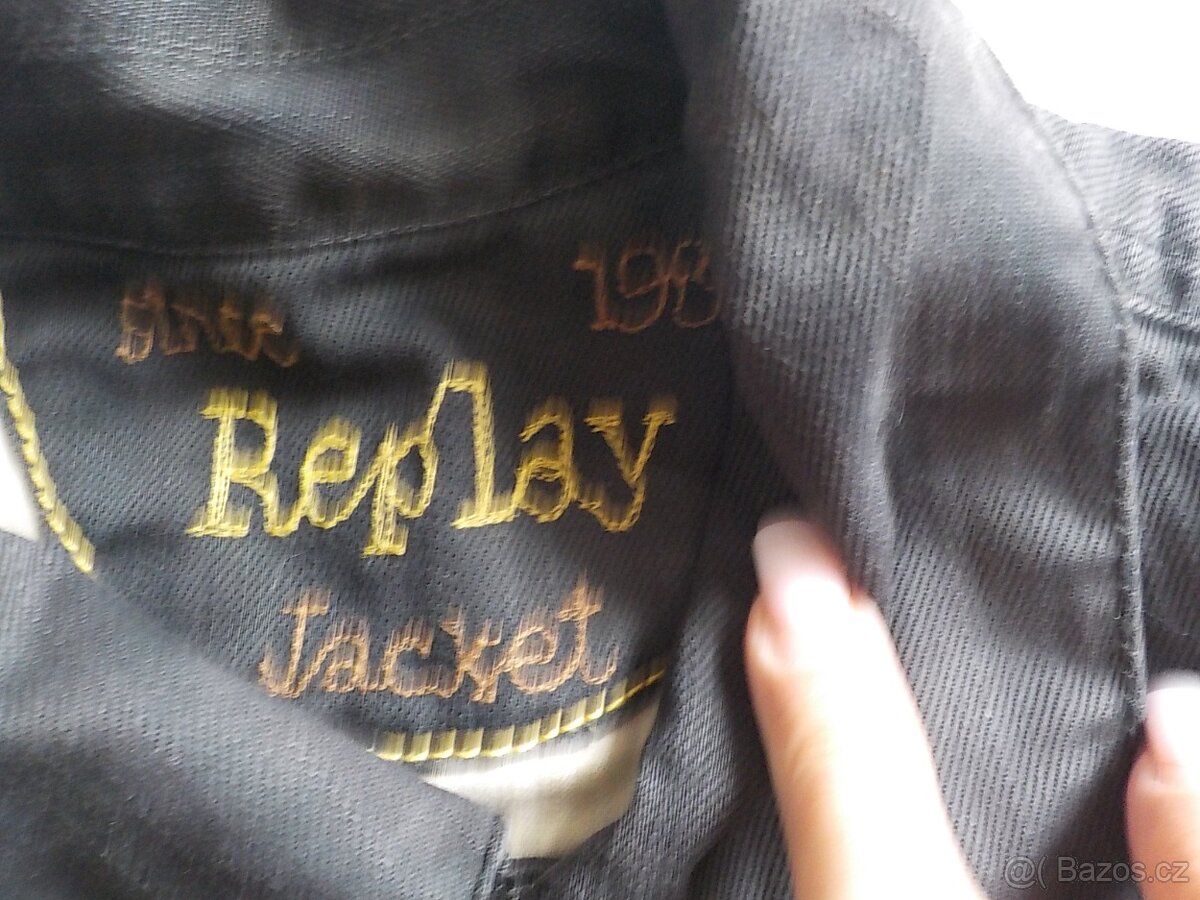 Since 198
Replay
Jacket
@( Bazos.cz